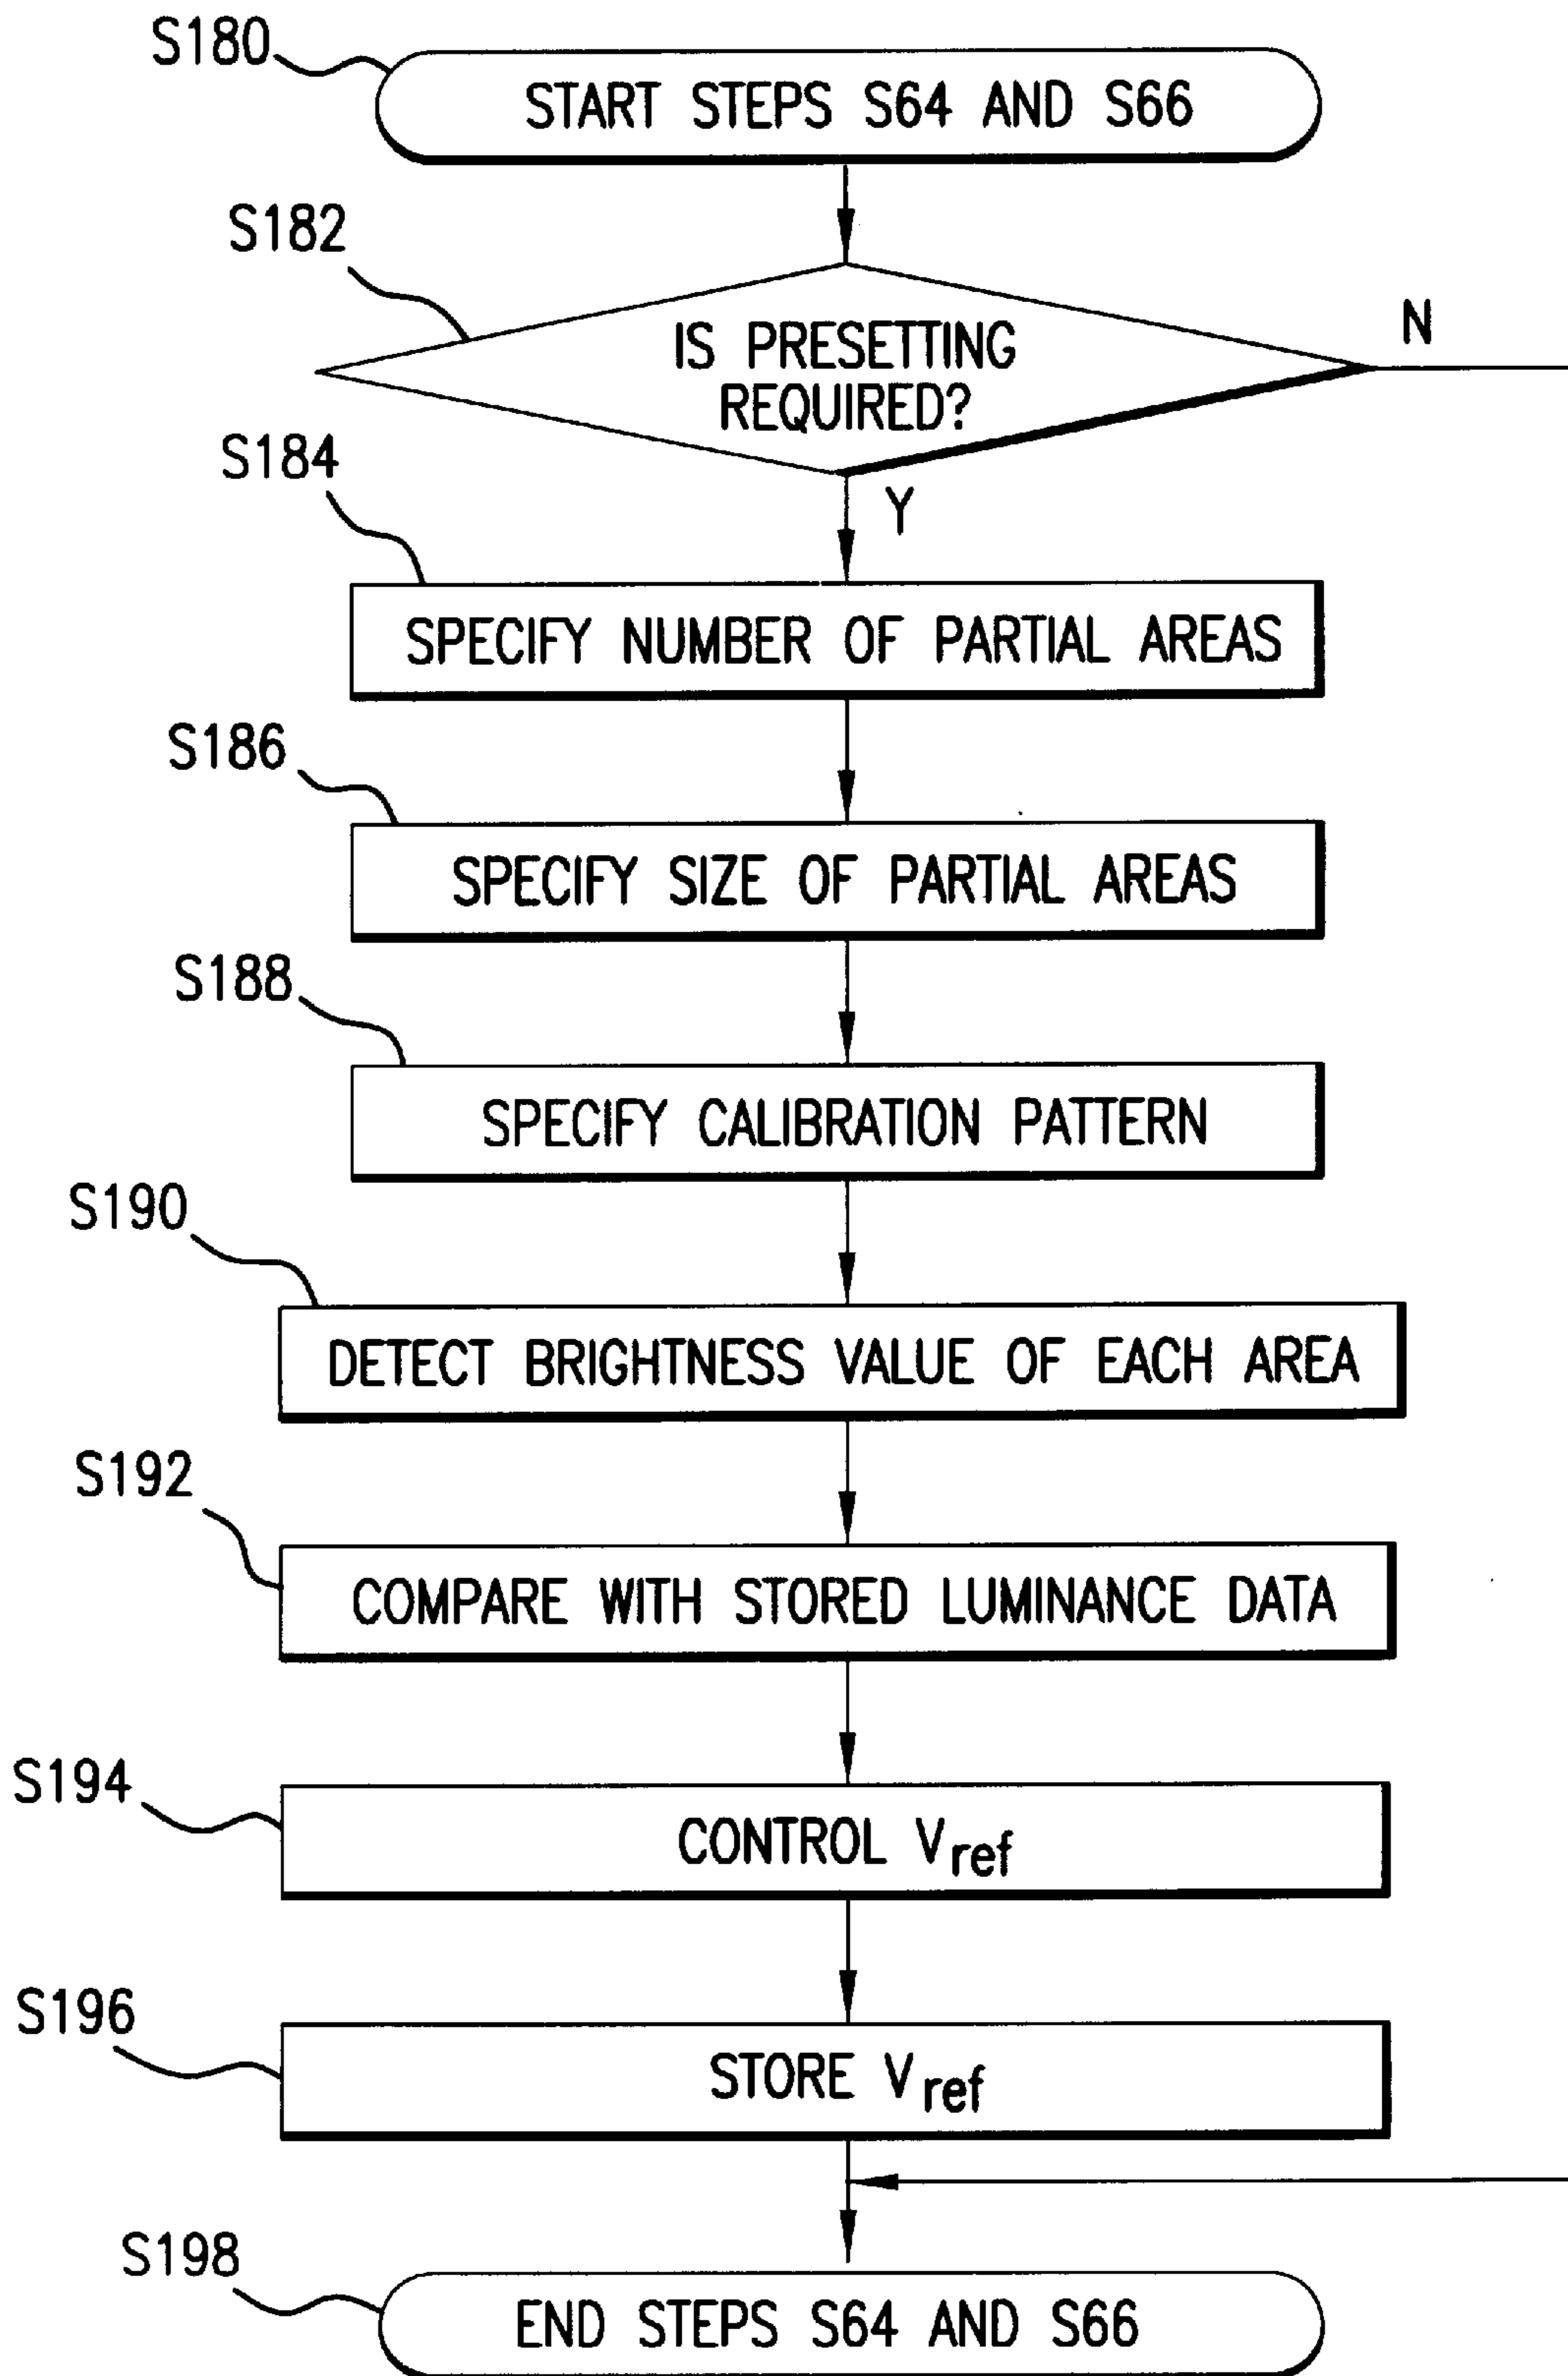 S180
START STEPS S64 AND S66
S182
IS PRESETTING
REQUIRED?
N
Y
S184
SPECIFY NUMBER OF PARTIAL AREAS
S186
SPECIFY SIZE OF PARTIAL AREAS
S188
SPECIFY CALIBRATION PATTERN
S190
DETECT BRIGHTNESS VALUE OF EACH AREA
S192
COMPARE WITH STORED LUMINANCE DATA
S194
CONTROL Vref
S196
STORE Vref
S198
END STEPS S64 AND S66